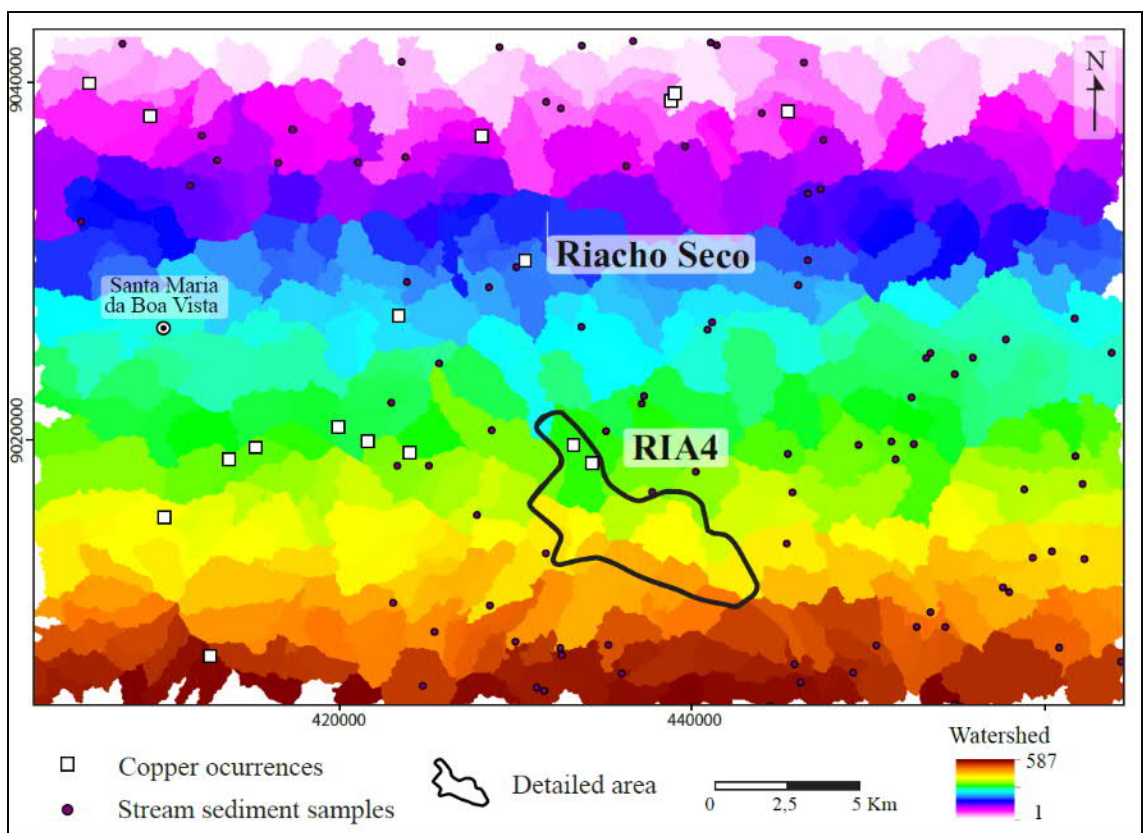 9040000
N
Riacho Seco
Santa Maria
da Boa Vista
9020000
RIA4
420000
440000
Watershed
587
1
Copper ocurrences
Stream sediment samples
Detailed area
0
2,5
5 Km